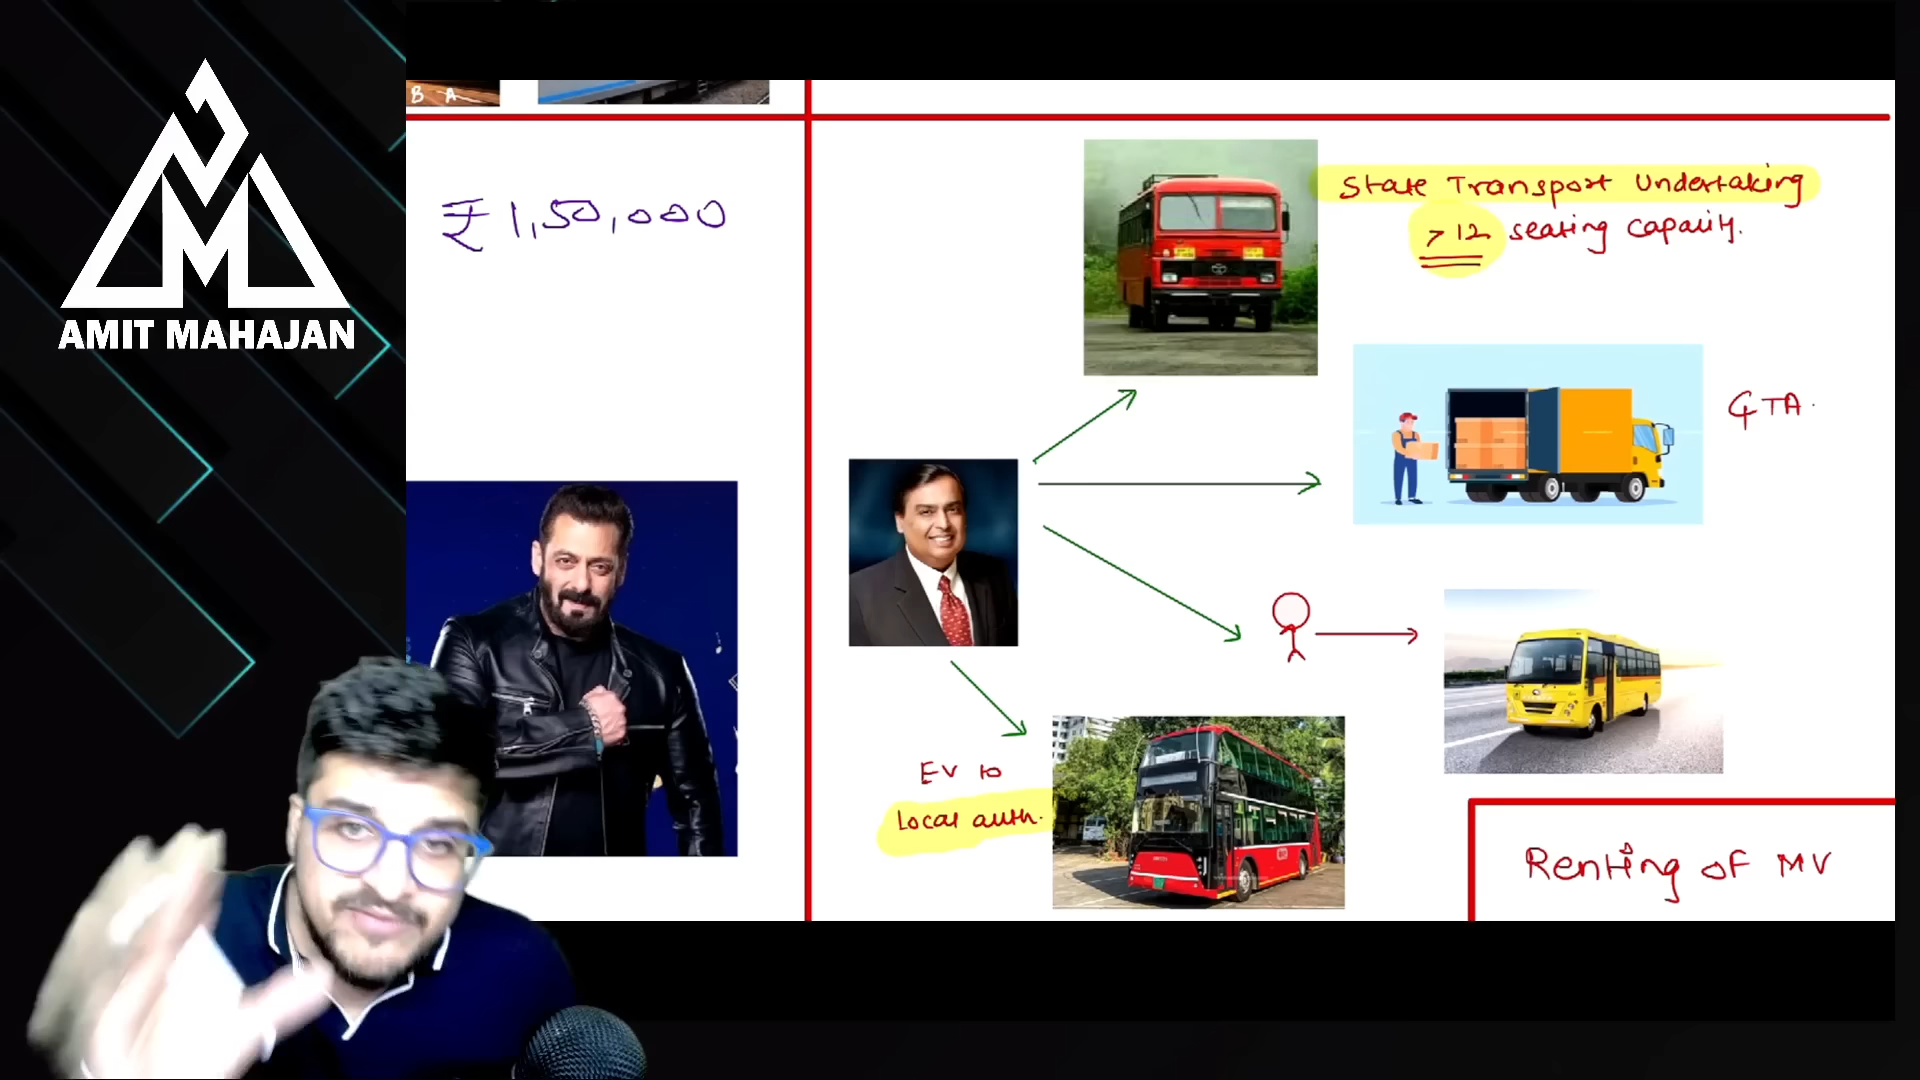 AMIT MAHAJAN
B A
₹ 1,50,000
State Transport Undertaking
> 12 seating capacity.
GTA.
EV to
Local auth.
Renting of MV